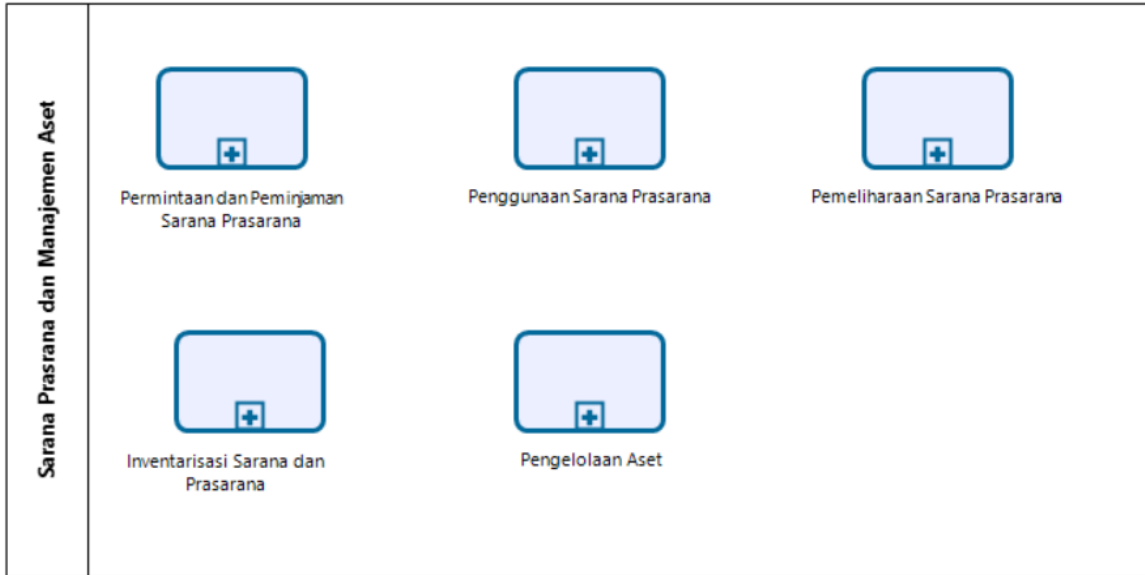 Sarana Prasrana dan Manajemen Aset
Permintaan dan Peminjaman
Sarana Prasarana
Penggunaan Sarana Prasarana
Pemeliharaan Sarana Prasarana
Inventarisasi Sarana dan
Prasarana
Pengelolaan Aset